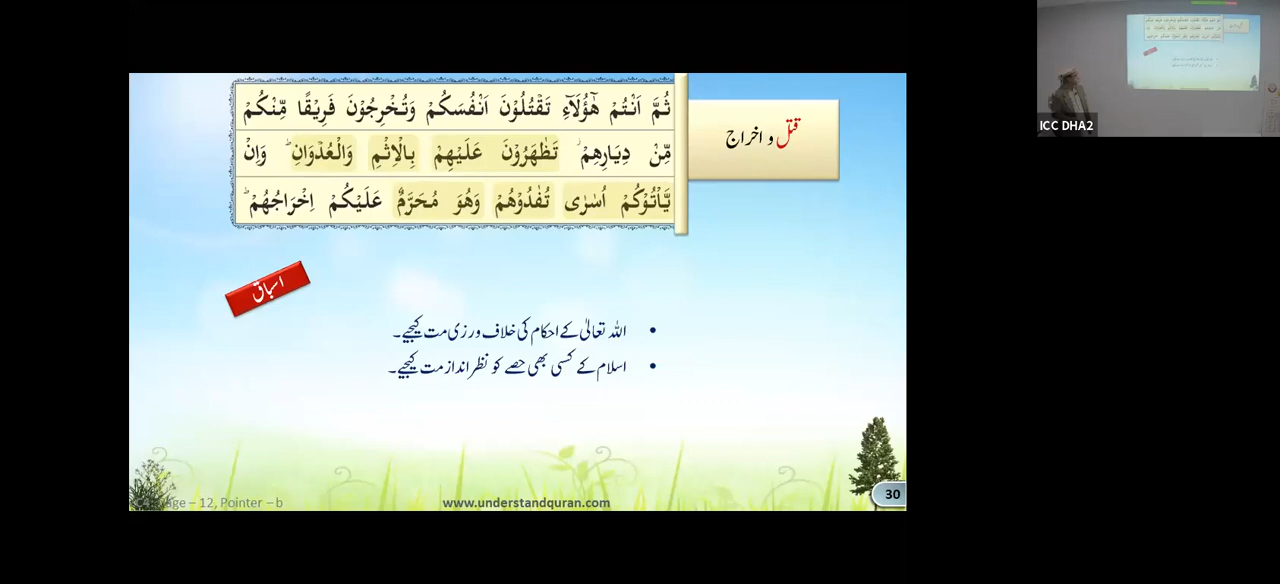 ثُمَّ اَنْتُمْ هٰٓؤُلَآءِ تَقْتُلُوْنَ اَنْفُسَكُمْ وَتُخْرِجُوْنَ فَرِيْقًا مِّنْكُمْ
مِّنْ دِيَارِهِمْ ۫ تَظٰهَرُوْنَ عَلَيْهِمْ بِالْاِثْمِ وَالْعُدْوَانِ ؕ وَاِنْ
يَّاْتُوْكُمْ اُسٰرٰى تُفٰدُوْهُمْ وَهُوَ مُحَرَّمٌ عَلَيْكُمْ اِخْرَاجُهُمْ ؕ
قتل و اخراج
اسباق
• اللہ تعالیٰ کے احکام کی خلاف ورزی مت کیجیے۔
• اسلام کے کسی بھی حصے کو نظر انداز مت کیجیے۔
– 12, Pointer – b
www.understandquran.com
30
ICC DHA2